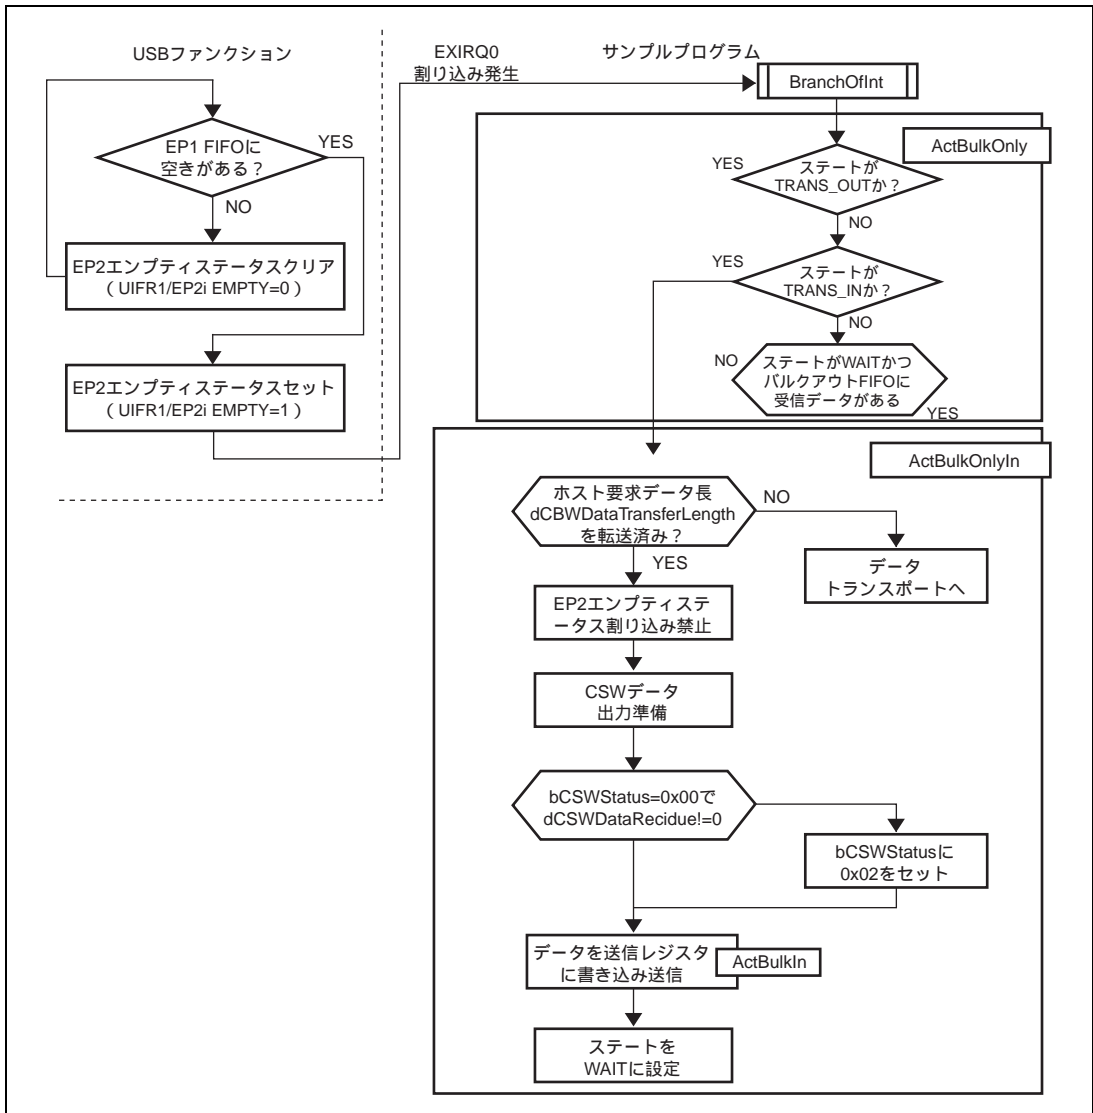 USBファンクション
EP1 FIFOに
空きがある？
YES
NO
EP2エンプティステータスクリア
（ UIFR1/EP2i EMPTY=0 ）
EP2エンプティステータスセット
（ UIFR1/EP2i EMPTY=1 ）
EXIRQ0
割り込み発生
サンプルプログラム
BranchOfInt
ActBulkOnly
YES
ステートが
TRANS_OUTか？
NO
YES
ステートが
TRANS_INか？
NO
NO
ステートがWAITかつ
バルクアウトFIFOに
受信データがある
YES
ActBulkOnlyIn
ホスト要求データ長
dCBWDataTransferLength
を転送済み？
NO
YES
データ
トランスポートへ
EP2エンプティステ
ータス割り込み禁止
CSWデータ
出力準備
bCSWStatus=0x00で
dCSWDataRecidue!=0
bCSWStatusに
0x02をセット
データを送信レジスタ
に書き込み送信
ActBulkIn
ステートを
WAITに設定